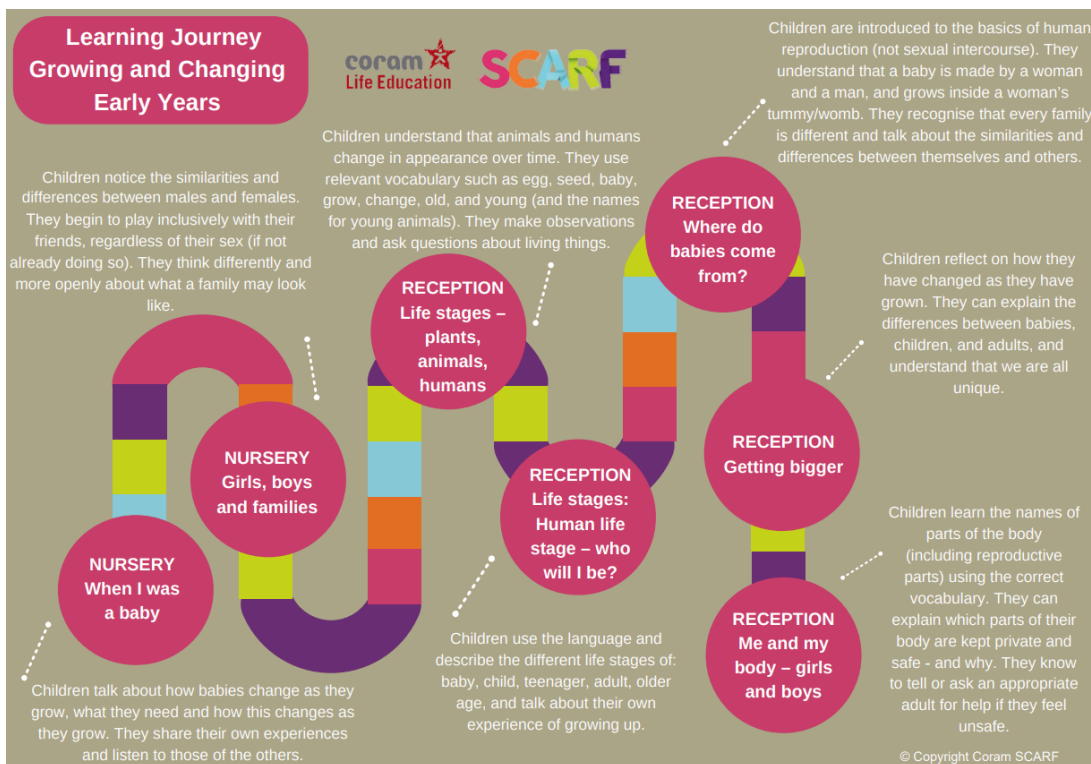 Learning Journey
Growing and Changing
Early Years
coram
Life Education
SCARF
Children talk about how babies change as they
grow, what they need and how this changes as
they grow. They share their own experiences
and listen to those of the others.
NURSERY
When I was
a baby
Children notice the similarities and
differences between males and females.
They begin to play inclusively with their
friends, regardless of their sex (if not
already doing so). They think differently and
more openly about what a family may look
like.
NURSERY
Girls, boys
and families
Children understand that animals and humans
change in appearance over time. They use
relevant vocabulary such as egg, seed, baby,
grow, change, old, and young (and the names
for young animals). They make observations
and ask questions about living things.
RECEPTION
Life stages –
plants,
animals,
humans
RECEPTION
Life stages:
Human life
stage – who
will I be?
Children use the language and
describe the different life stages of:
baby, child, teenager, adult, older
age, and talk about their own
experience of growing up.
Children are introduced to the basics of human
reproduction (not sexual intercourse). They
understand that a baby is made by a woman
and a man, and grows inside a woman's
tummy/womb. They recognise that every family
is different and talk about the similarities and
differences between themselves and others.
RECEPTION
Where do
babies come
from?
Children reflect on how they
have changed as they have
grown. They can explain the
differences between babies,
children, and adults, and
understand that we are all
unique.
RECEPTION
Getting bigger
Children learn the names of
parts of the body
(including reproductive
parts) using the correct
vocabulary. They can
explain which parts of their
body are kept private and
safe - and why. They know
to tell or ask an appropriate
adult for help if they feel
unsafe.
RECEPTION
Me and my
body – girls
and boys
© Copyright Coram SCARF